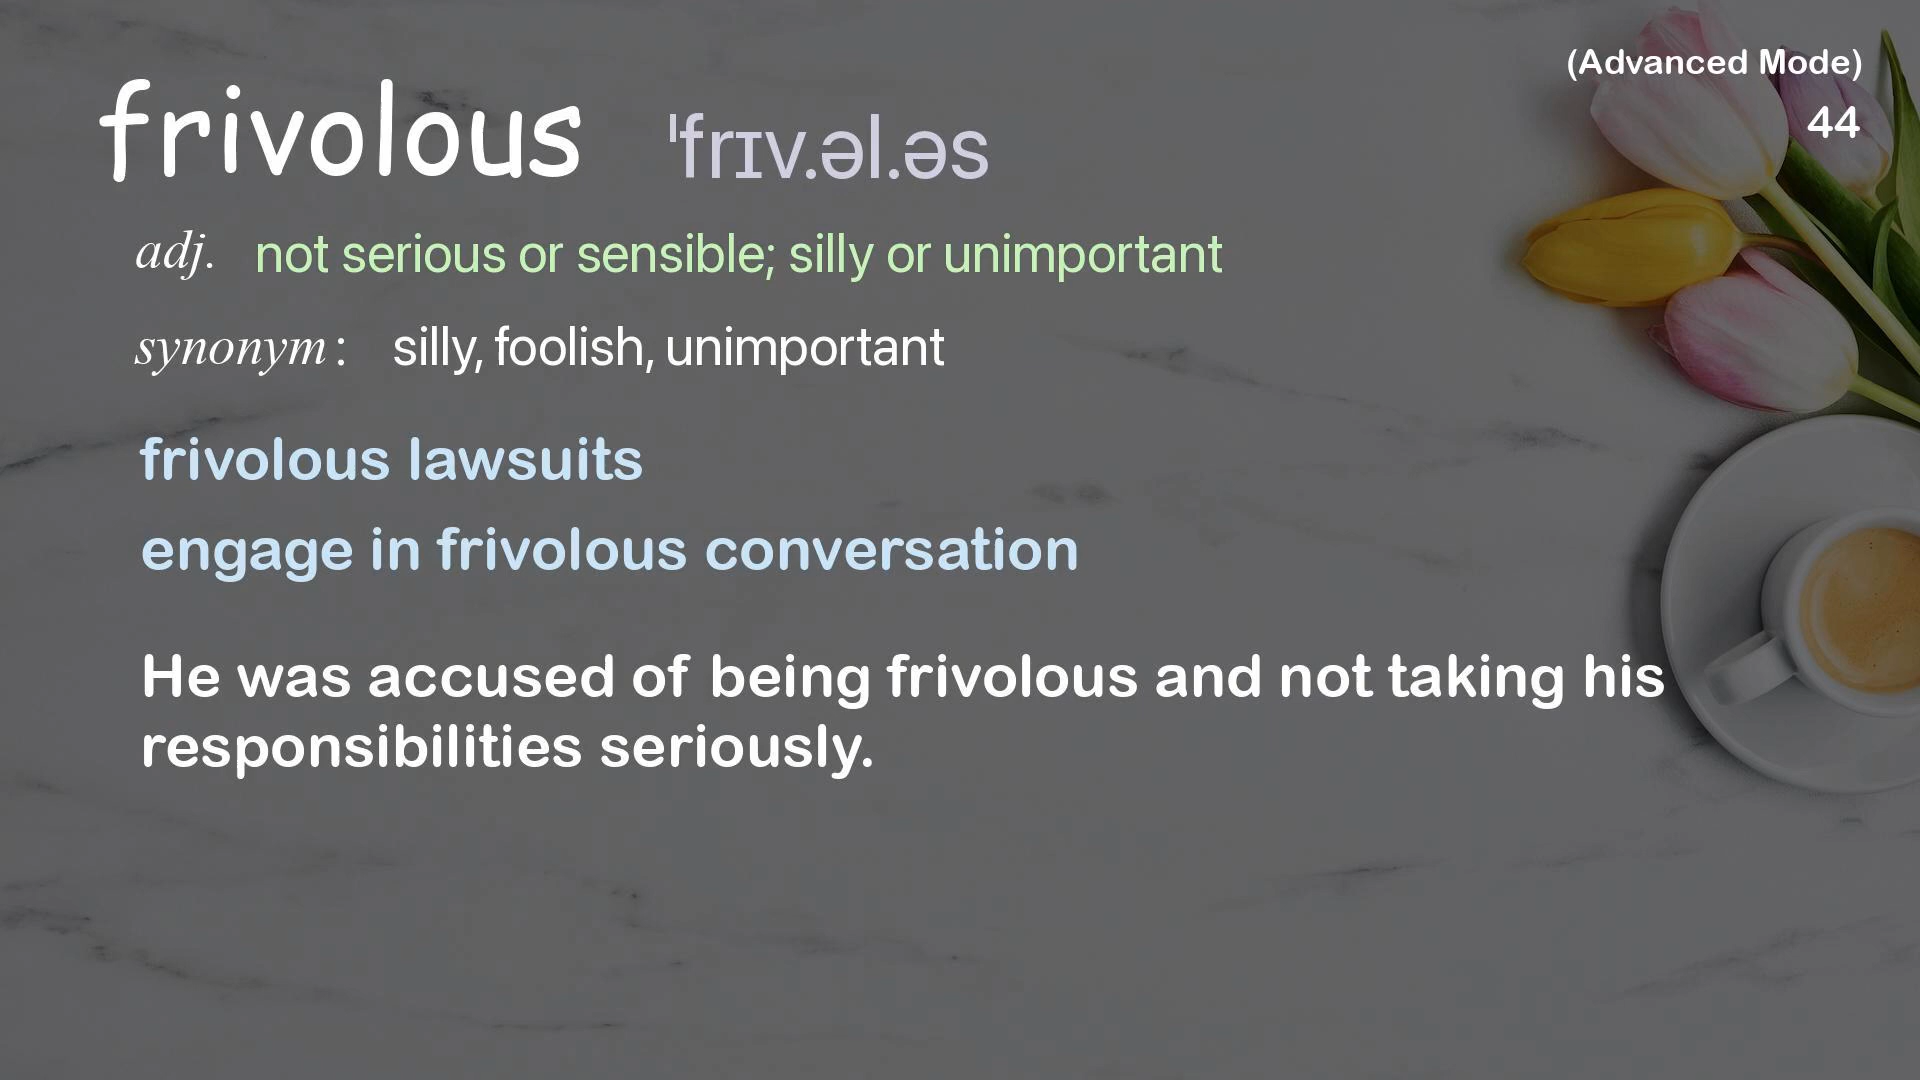 (Advanced Mode)
44
frivolous ˈfrɪv.əl.əs
adj. not serious or sensible; silly or unimportant
synonym: silly, foolish, unimportant
frivolous lawsuits
engage in frivolous conversation
He was accused of being frivolous and not taking his
responsibilities seriously.